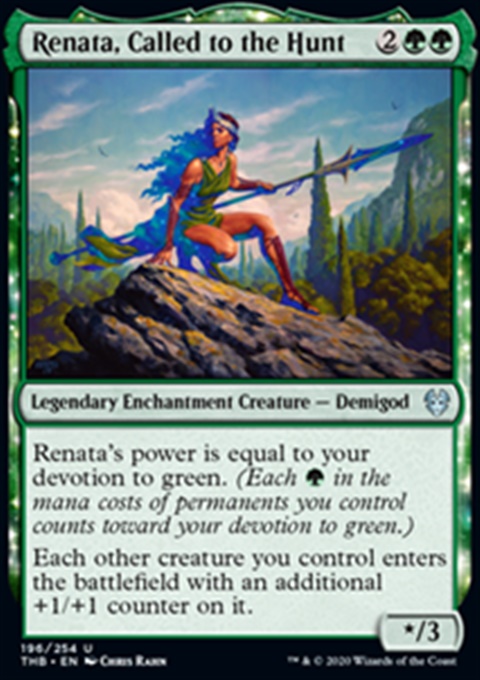 Renata, Called to the Hunt 2
Legendary Enchantment Creature — Demigod
Renata's power is equal to your
devotion to green. (Each in the
mana costs of permanents you control
counts toward your devotion to green.)
Each other creature you control enters
the battlefield with an additional
+1/+1 counter on it.
*/3
196/254 U
THB • EN Chris Rahn
™ & © 2020 Wizards of the Coast